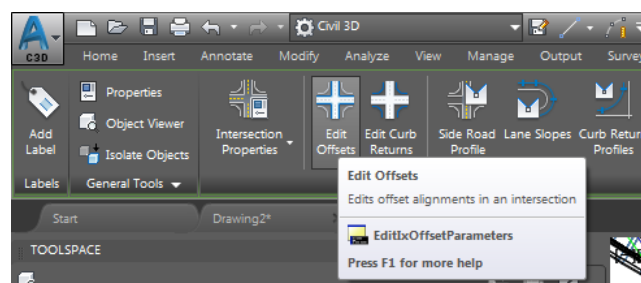 C3D
Civil 3D
Home Insert Annotate Modify Analyze View Manage Output Survey
Add
Label
Properties
Object Viewer
Isolate Objects
Intersection
Properties
Edit
Offsets
Edit Curb
Returns
Side Road
Profile
Lane Slopes
Curb Retur
Profiles
Labels
General Tools
Edit Offsets
Edits offset alignments in an intersection
EditIxOffsetParameters
Press F1 for more help
Start
Drawing2*
TOOLSPACE